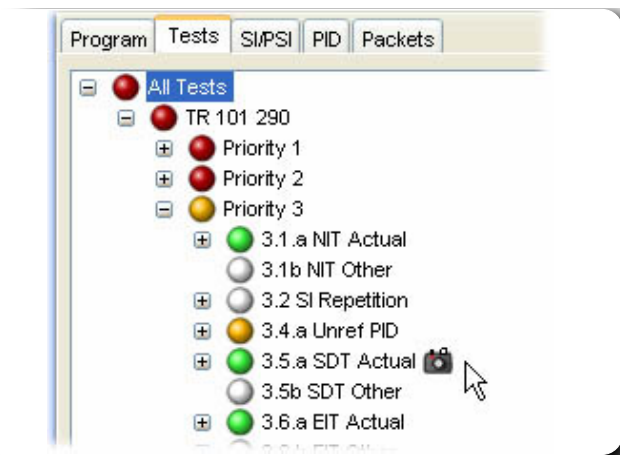 Program Tests SI/PSI PID Packets
All Tests
TR 101 290
Priority 1
Priority 2
Priority 3
3.1.a NIT Actual
3.1b NIT Other
3.2 SI Repetition
3.4.a Unref PID
3.5.a SDT Actual
3.5b SDT Other
3.6.a EIT Actual